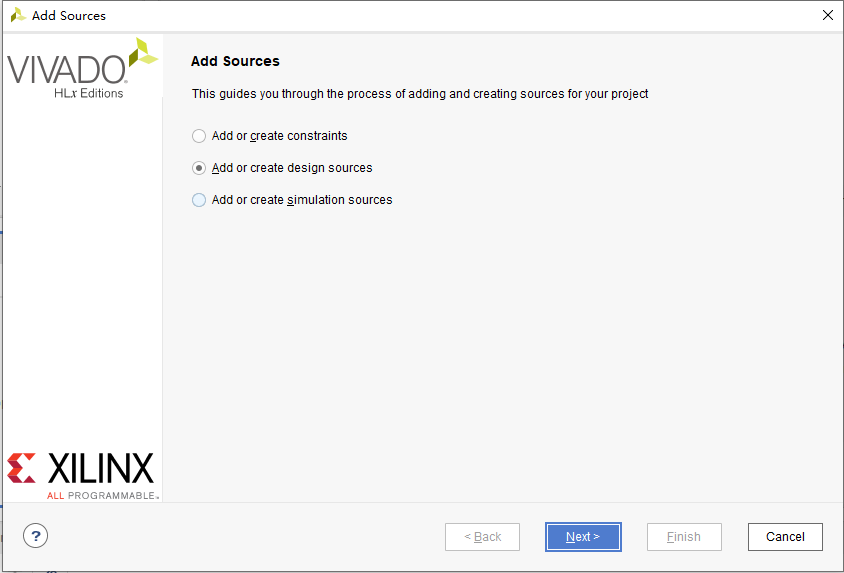 Add Sources
VIVADO
HLx Editions
Add Sources
This guides you through the process of adding and creating sources for your project
Add or create constraints
Add or create design sources
Add or create simulation sources
XILINX
ALL PROGRAMMABLE™
?
< Back
Next >
Finish
Cancel